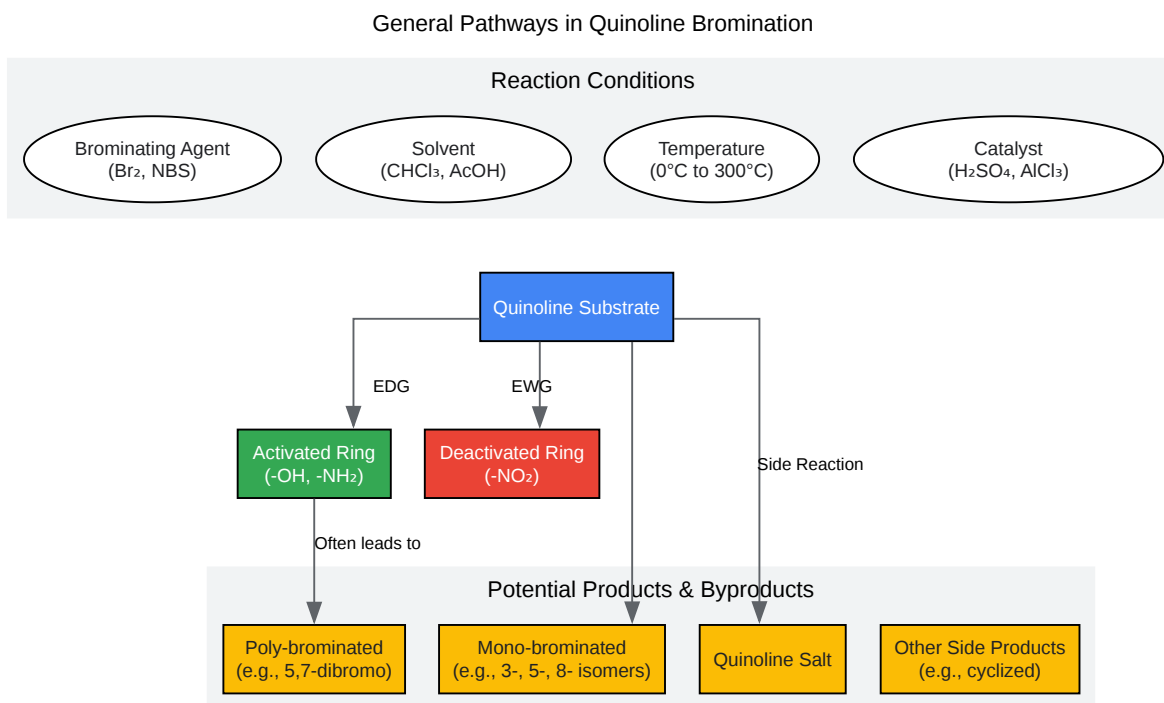 General Pathways in Quinoline Bromination
Reaction Conditions
Brominating Agent
(Br₂, NBS)
Solvent
(CHCl₃, AcOH)
Temperature
(0°C to 300°C)
Catalyst
(H₂SO₄, AlCl₃)
Quinoline Substrate
EDG
EWG
Activated Ring
(-OH, -NH₂)
Deactivated Ring
(-NO₂)
Side Reaction
Often leads to
Potential Products & Byproducts
Poly-brominated
(e.g., 5,7-dibromo)
Mono-brominated
(e.g., 3-, 5-, 8- isomers)
Quinoline Salt
Other Side Products
(e.g., cyclized)